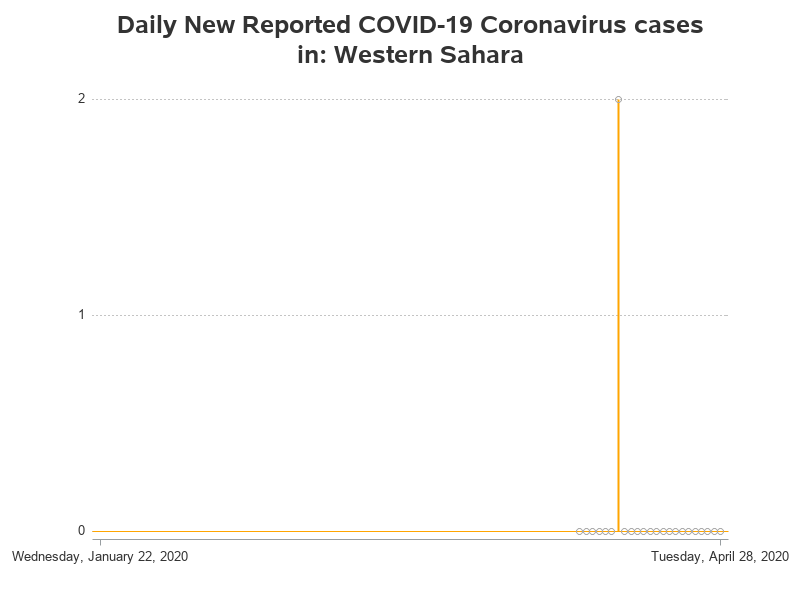 Daily New Reported COVID-19 Coronavirus cases
in: Western Sahara
2
1
0
Wednesday, January 22, 2020
Tuesday, April 28, 2020